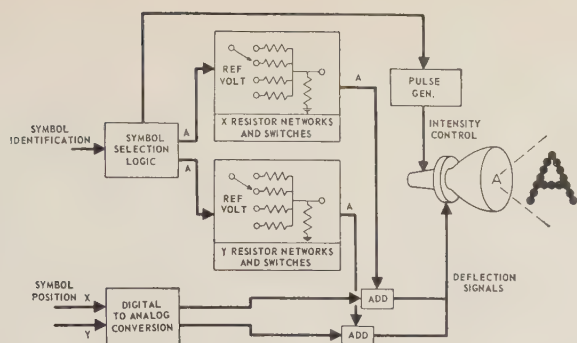 REF
VOLT
A
X RESISTOR NETWORKS
AND SWITCHES
PULSE
GEN.
INTENSITY
CONTROL
SYMBOL
IDENTIFICATION
SYMBOL
SELECTION
LOGIC
A
A
REF
VOLT
A
Y RESISTOR NETWORKS
AND SWITCHES
A
A
SYMBOL
POSITION X
Y
DIGITAL
TO ANALOG
CONVERSION
ADD
ADD
DEFLECTION
SIGNALS